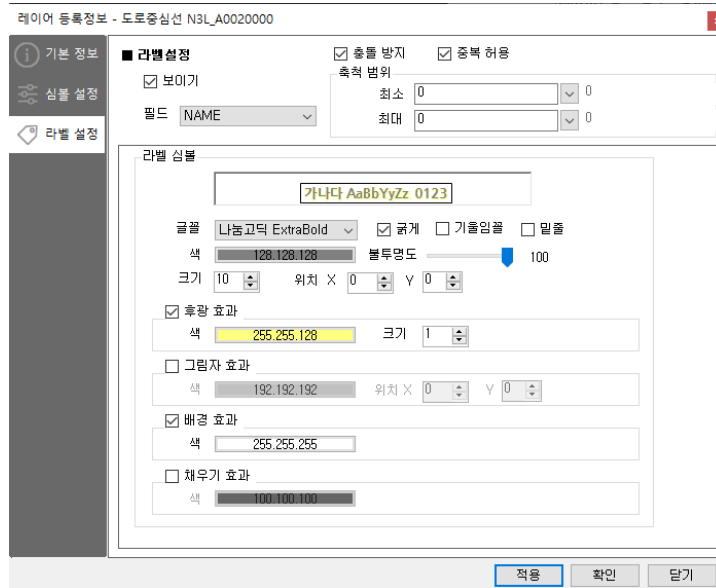 레이어 등록정보 - 도로중심선 N3L_A0020000
기본 정보
심볼 설정
라벨 설정
■ 라벨설정
충돌 방지
중복 허용
보이기
축척 범위
최소 0 0
필드 NAME
최대 0 0
라벨 심볼
가나다 AaBbYyZz 0123
글꼴 나눔고딕 ExtraBold 굵게 기울임꼴 밑줄
색 128.128.128 불투명도 100
크기 10 위치 X 0 Y 0
후광 효과
색 255.255.128 크기 1
그림자 효과
색 192.192.192 위치 X 0 Y 0
배경 효과
색 255.255.255
채우기 효과
색 100.100.100
적용 확인 닫기